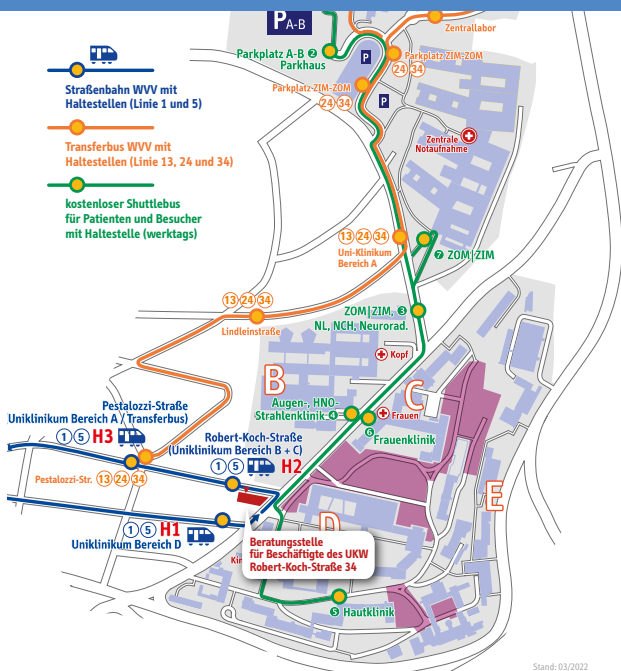 P A-B
Zentrallabor
Parkplatz A-B 2
Parkhaus
P
Parkplatz ZIM-ZOM
24 34
Parkplatz ZIM-ZOM
24 34
P
Straßenbahn WVV mit
Haltestellen (Linie 1 und 5)
Transferbus WVV mit
Haltestellen (Linie 13, 24 und 34)
kostenloser Shuttlebus
für Patienten und Besucher
mit Haltestelle (werktags)
Zentrale
Notaufnahme
13 24 34
Uni-Klinikum
Bereich A
7 ZOM|ZIM
13 24 34
Lindleinstraße
ZOM|ZIM, 3
NL, NCH, Neurorad.
Kopf
B
C
Augen-, HNO-
Strahlenklinik 4
Frauen
6
Frauenklinik
Pestalozzi-Straße
(Uniklinikum Bereich A / Transferbus)
1 5 H3
Robert-Koch-Straße
(Uniklinikum Bereich B + C)
1 5 H2
Pestalozzi-Str. 13 24 34
E
D
1 5 H1
Uniklinikum Bereich D
Beratungsstelle
für Beschäftigte des UKW
Robert-Koch-Straße 34
5 Hautklinik
Stand: 03/2022